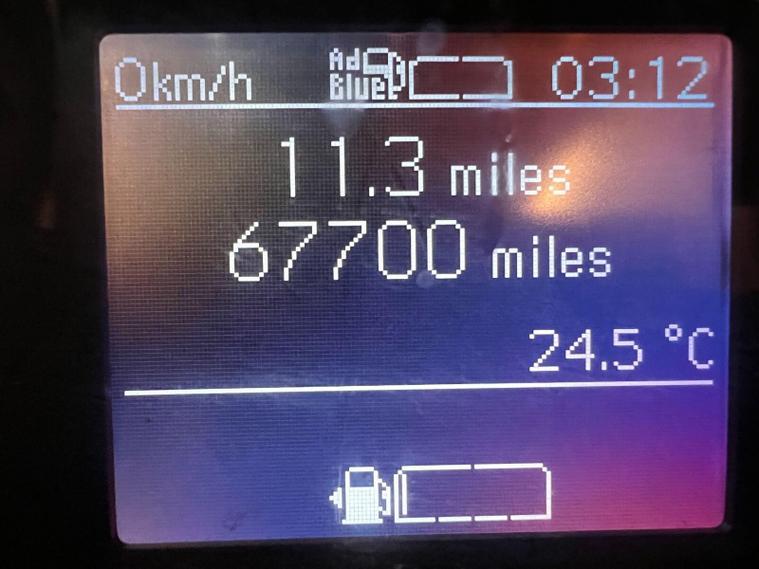 0km/h Ad Blue 03:12
11.3 miles
67700 miles
24.5 °C